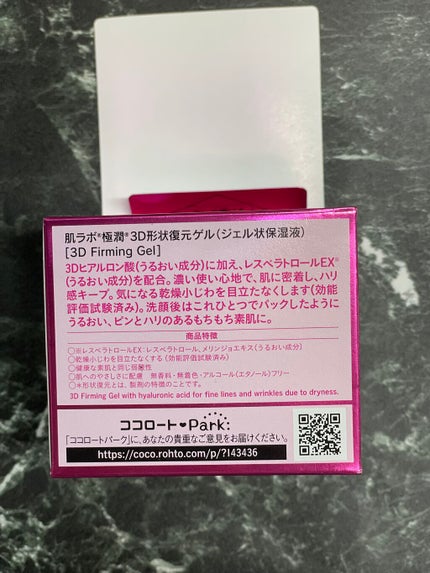 肌ラボ®極潤®3D形状復元ゲル(ジェル状保湿液)
[3D Firming Gel]
3Dヒアルロン酸(うるおい成分)に加え、レスベラトロールEX※
(うるおい成分)を配合。濃い使い心地で、肌に密着し、ハリ
感キープ。気になる乾燥小じわを目立たなくします(効能
評価試験済み)。洗顔後はこれひとつでパックしたように
うるおい、ピンとハリのあるもちもち素肌に。
商品特徴
○※レスベラトロールEX:レスベラトロール、メリンジョエキス(うるおい成分)
○乾燥小じわを目立たなくする(効能評価試験済み)
○健康な素肌と同じ弱酸性
○肌へのやさしさに配慮 無香料・無着色・アルコール(エタノール)フリー
○*形状復元とは、製剤の特徴のことです。
3D Firming Gel with hyaluronic acid for fine lines and wrinkles due to dryness.
ココロート♥Park:
「ココロートパーク」に、あなたの貴重なご意見をお届けください。
https://coco.rohto.com/p/?143436